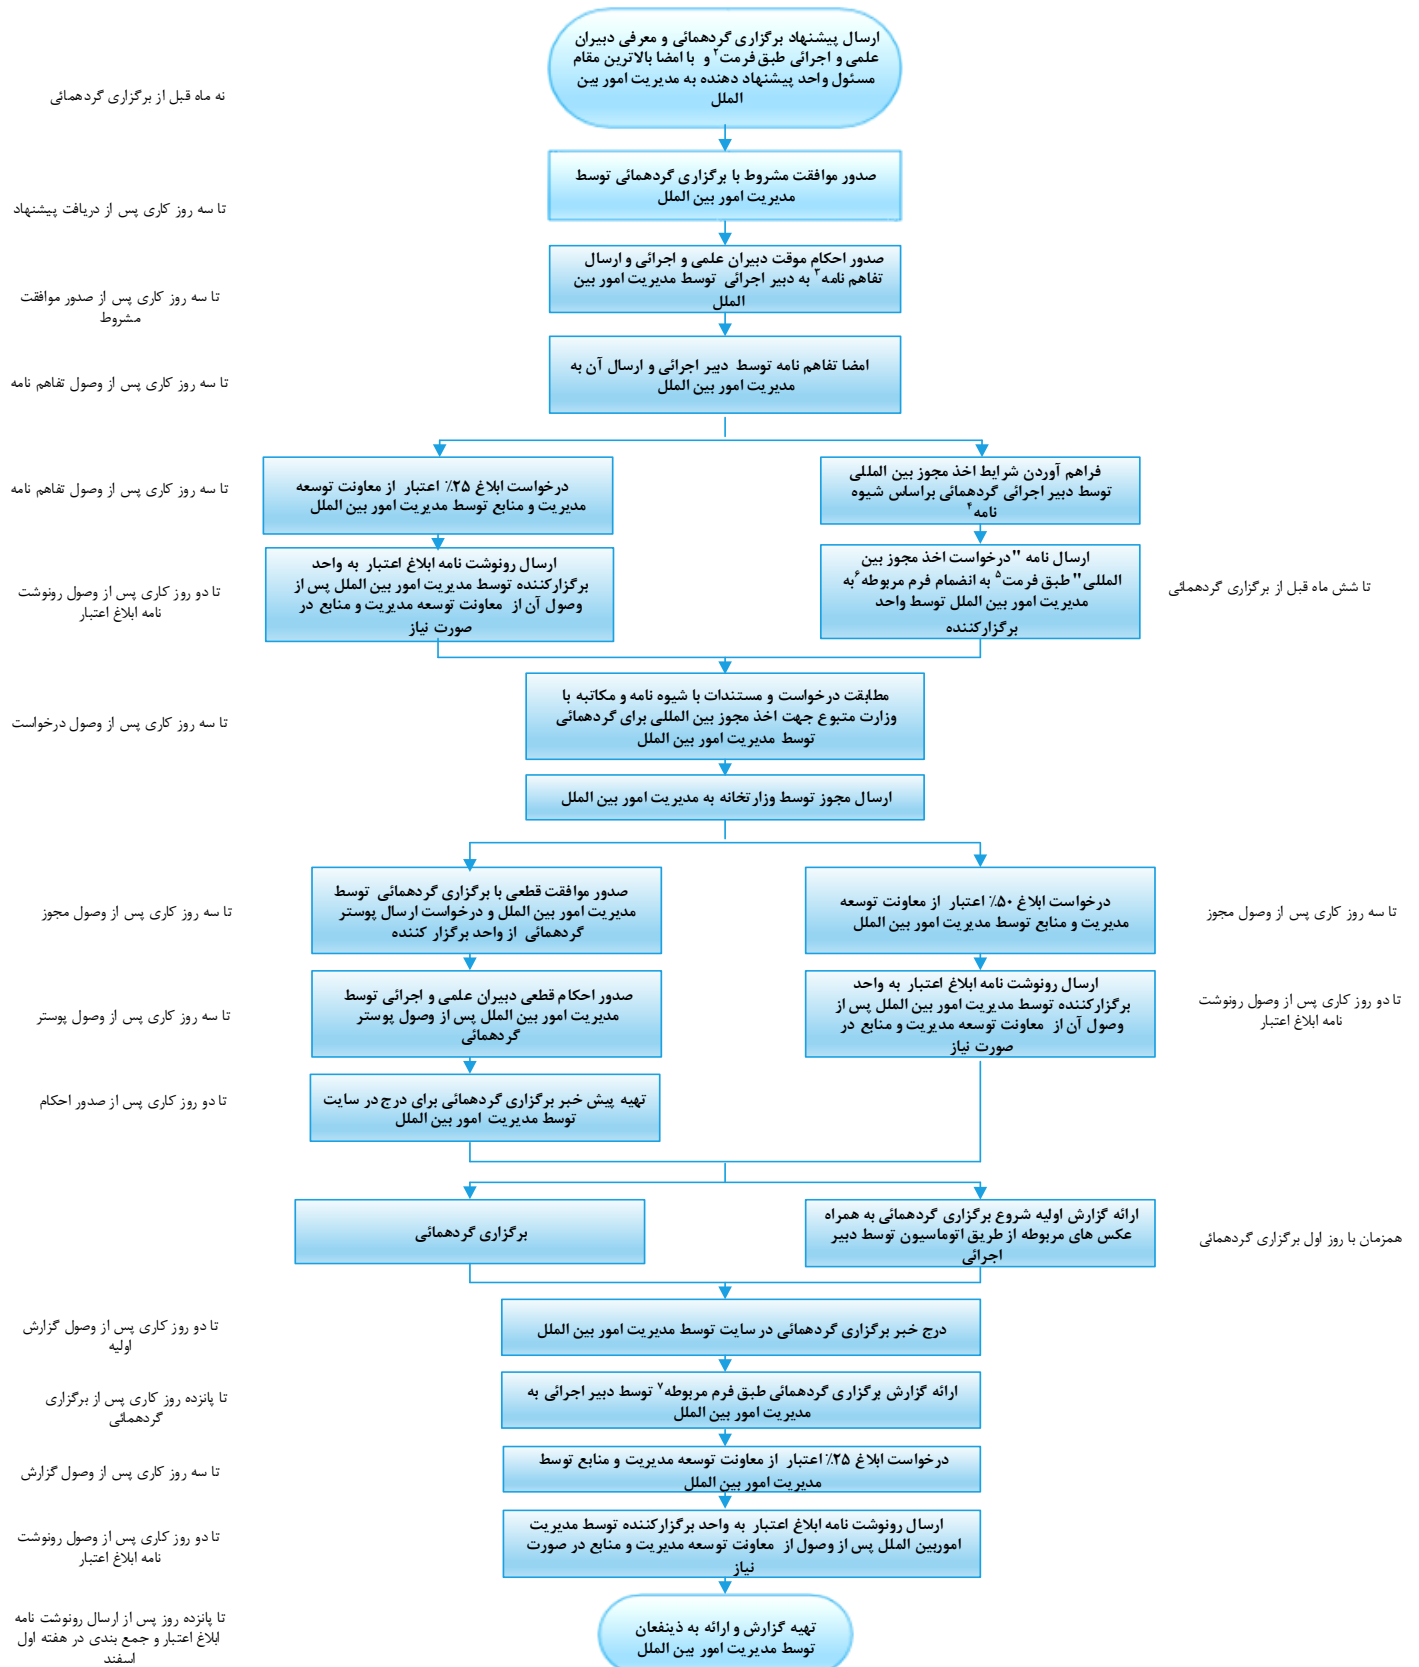 ارسال پیشنهاد برگزاری گردهمائی و معرفی دبیران
علمی و اجرائی طبق فرمت۲ و با امضا بالاترین مقام
مسئول واحد پیشنهاد دهنده به مدیریت امور بین
الملل
نه ماه قبل از برگزاری گردهمائی
صدور موافقت مشروط با برگزاری گردهمائی توسط
مدیریت امور بین الملل
تا سه روز کاری پس از دریافت پیشنهاد
صدور احکام موقت دبیران علمی و اجرائی و ارسال
تفاهم نامه۳ به دبیر اجرائی توسط مدیریت امور بین
الملل
تا سه روز کاری پس از صدور موافقت
مشروط
امضا تفاهم نامه توسط دبیر اجرائی و ارسال آن به
مدیریت امور بین الملل
تا سه روز کاری پس از وصول تفاهم نامه
فراهم آوردن شرایط اخذ مجوز بین المللی
توسط دبیر اجرائی گردهمائی براساس شیوه
نامه۴
درخواست ابلاغ ۲۵٪ اعتبار از معاونت توسعه
مدیریت و منابع توسط مدیریت امور بین الملل
تا سه روز کاری پس از وصول تفاهم نامه
تا شش ماه قبل از برگزاری گردهمائی
ارسال نامه "درخواست اخذ مجوز بین
المللی" طبق فرمت۵ به انضمام فرم مربوطه۶به
مدیریت امور بین الملل توسط واحد
برگزارکننده
ارسال رونوشت نامه ابلاغ اعتبار به واحد
برگزارکننده توسط مدیریت امور بین الملل پس از
وصول آن از معاونت توسعه مدیریت و منابع در
صورت نیاز
تا دو روز کاری پس از وصول رونوشت
نامه ابلاغ اعتبار
مطابقت درخواست و مستندات با شیوه نامه و مکاتبه با
وزارت متبوع جهت اخذ مجوز بین المللی برای گردهمائی
توسط مدیریت امور بین الملل
تا سه روز کاری پس از وصول درخواست
ارسال مجوز توسط وزارتخانه به مدیریت امور بین الملل
تا سه روز کاری پس از وصول مجوز
درخواست ابلاغ ۵۰٪ اعتبار از معاونت توسعه
مدیریت و منابع توسط مدیریت امور بین الملل
صدور موافقت قطعی با برگزاری گردهمائی توسط
مدیریت امور بین الملل و درخواست ارسال پوستر
گردهمائی از واحد برگزار کننده
تا سه روز کاری پس از وصول مجوز
تا دو روز کاری پس از وصول رونوشت
نامه ابلاغ اعتبار
ارسال رونوشت نامه ابلاغ اعتبار به واحد
برگزارکننده توسط مدیریت امور بین الملل پس از
وصول آن از معاونت توسعه مدیریت و منابع در
صورت نیاز
صدور احکام قطعی دبیران علمی و اجرائی توسط
مدیریت امور بین الملل پس از وصول پوستر
گردهمائی
تا سه روز کاری پس از وصول پوستر
تهیه پیش خبر برگزاری گردهمائی برای درج در سایت
توسط مدیریت امور بین الملل
تا دو روز کاری پس از صدور احکام
همزمان با روز اول برگزاری گردهمائی
ارائه گزارش اولیه شروع برگزاری گردهمائی به همراه
عکس های مربوطه از طریق اتوماسیون توسط دبیر
اجرائی
برگزاری گردهمائی
درج خبر برگزاری گردهمائی در سایت توسط مدیریت امور بین الملل
تا دو روز کاری پس از وصول گزارش
اولیه
ارائه گزارش برگزاری گردهمائی طبق فرم مربوطه۷ توسط دبیر اجرائی به
مدیریت امور بین الملل
تا پانزده روز کاری پس از برگزاری
گردهمائی
درخواست ابلاغ ۲۵٪ اعتبار از معاونت توسعه مدیریت و منابع توسط
مدیریت امور بین الملل
تا سه روز کاری پس از وصول گزارش
ارسال رونوشت نامه ابلاغ اعتبار به واحد برگزارکننده توسط مدیریت
اموربین الملل پس از وصول از معاونت توسعه مدیریت و منابع در صورت
نیاز
تا دو روز کاری پس از وصول رونوشت
نامه ابلاغ اعتبار
تهیه گزارش و ارائه به ذینفعان
توسط مدیریت امور بین الملل
تا پانزده روز پس از ارسال رونوشت نامه
ابلاغ اعتبار و جمع بندی در هفته اول
اسفند